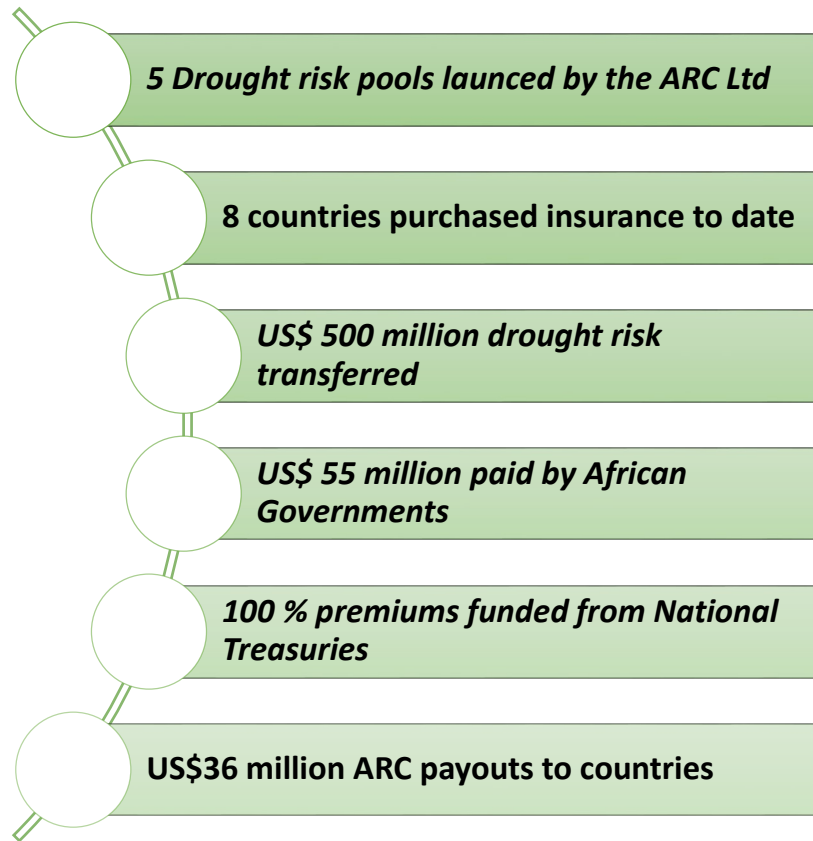 5 Drought risk pools launced by the ARC Ltd
8 countries purchased insurance to date
US$ 500 million drought risk
transferred
US$ 55 million paid by African
Governments
100 % premiums funded from National
Treasuries
US$36 million ARC payouts to countries